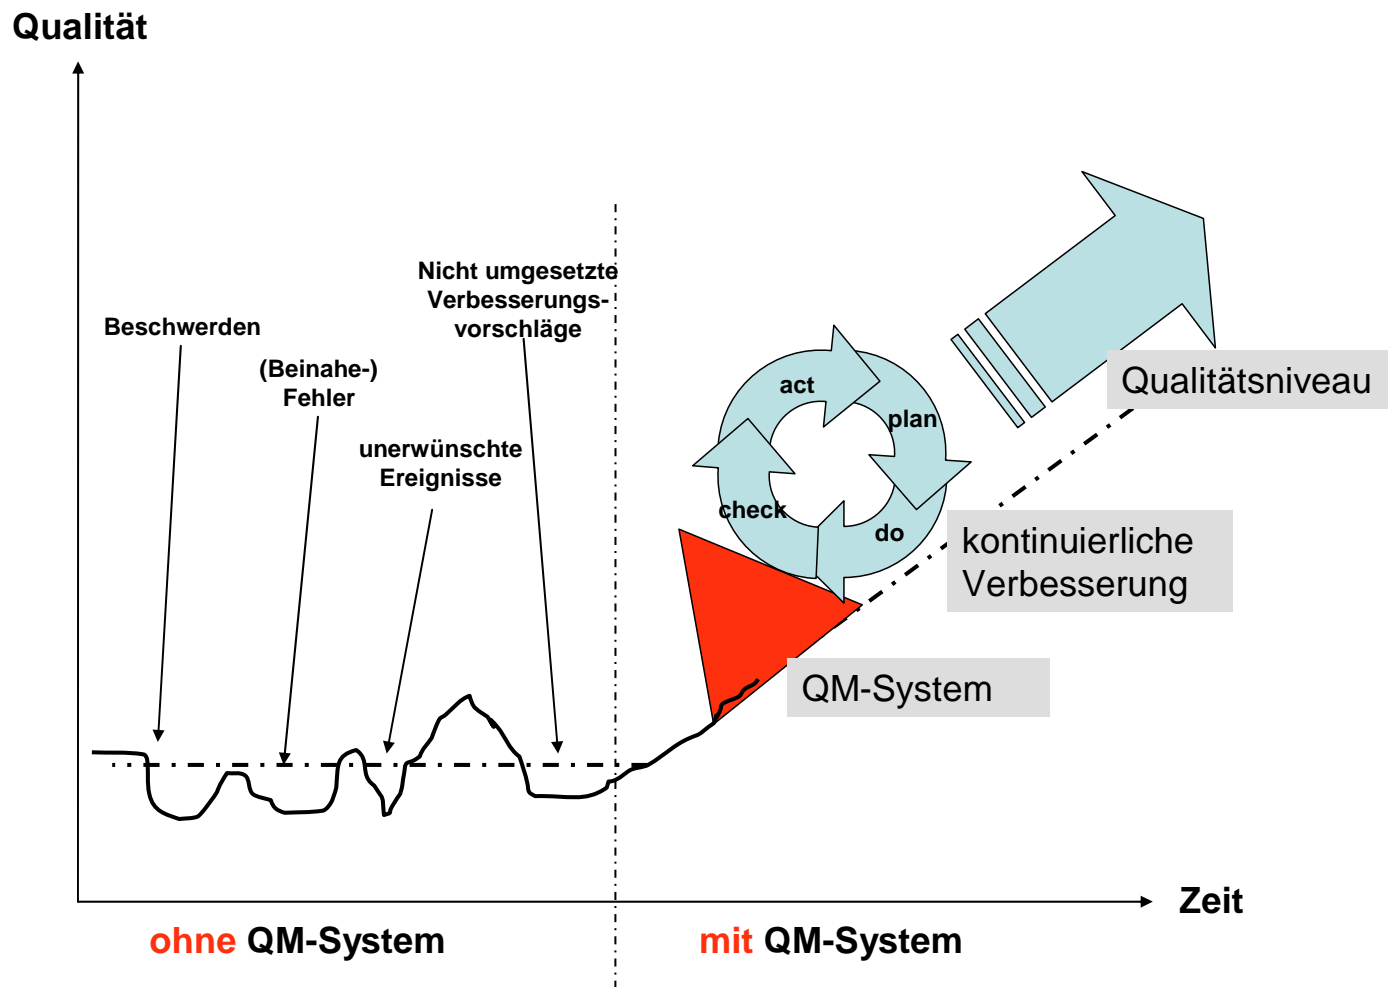 Qualität
Nicht umgesetzte
Verbesserungs-
vorschläge
Beschwerden
(Beinahe-)
Fehler
unerwünschte
Ereignisse
act
plan
check
do
Qualitätsniveau
kontinuierliche
Verbesserung
QM-System
Zeit
ohne QM-System
mit QM-System